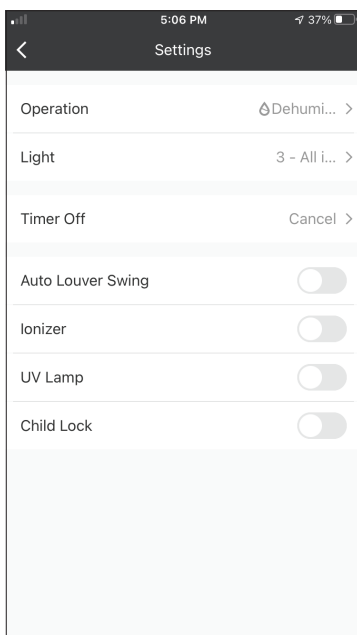 5:06 PM 37%
Settings
Operation Dehumi... >
Light 3 - All i... >
Timer Off Cancel >
Auto Louver Swing
Ionizer
UV Lamp
Child Lock